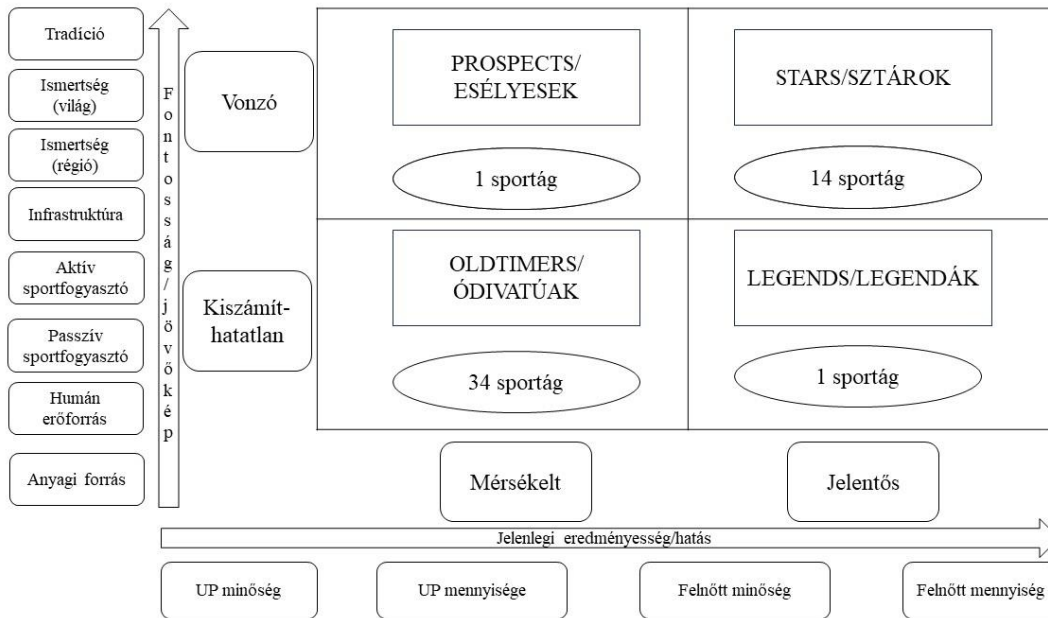 Tradíció
Ismertség
(világ)
Ismertség
(régió)
Infrastruktúra
Aktív
sportfogyasztó
Passzív
sportfogyasztó
Humán
erőforrás
Anyagi forrás
Fontosság/jövőkép
Vonzó
Kiszámít-
hatatlan
PROSPECTS/
ESÉLYESEK
1 sportág
STARS/SZTÁROK
14 sportág
OLDTIMERS/
ÓDIVATÚAK
34 sportág
LEGENDS/LEGENDÁK
1 sportág
Mérsékelt
Jelentős
Jelenlegi eredményesség/hatás
UP minőség
UP mennyisége
Felnőtt minőség
Felnőtt mennyiség